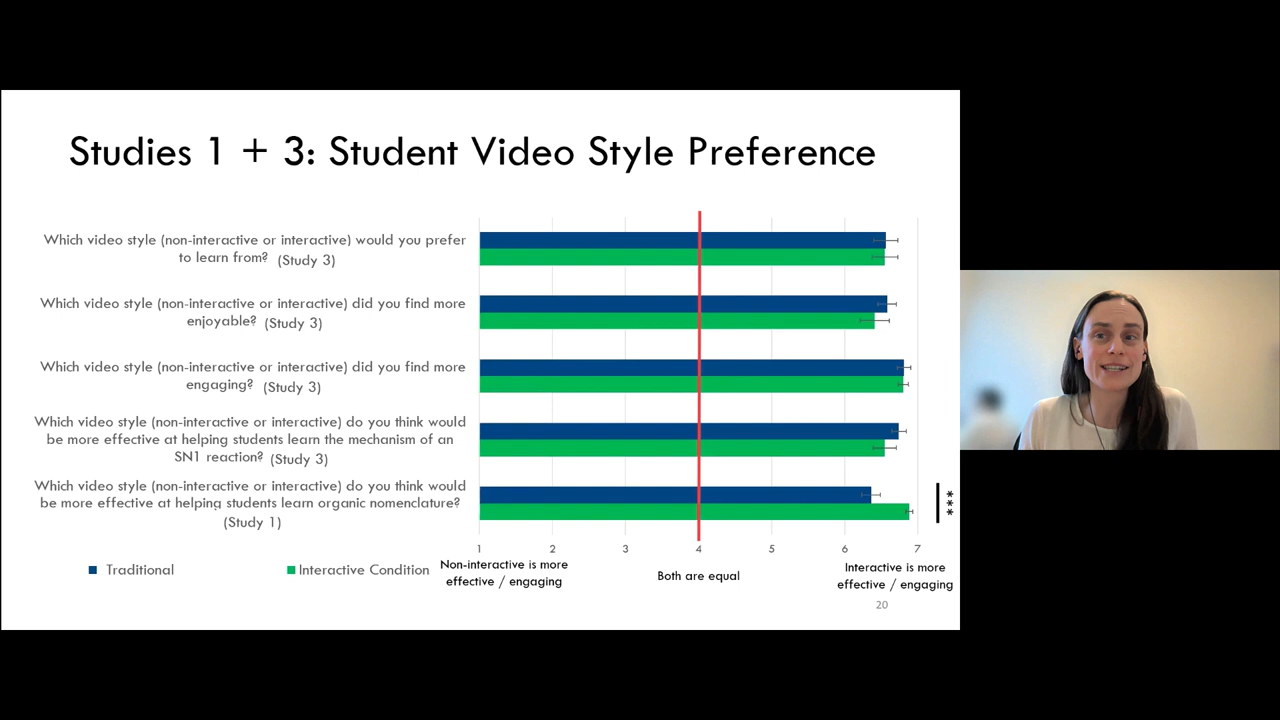 Studies 1 + 3: Student Video Style Preference
Which video style (non-interactive or interactive) would you prefer
to learn from? (Study 3)
Which video style (non-interactive or interactive) did you find more
enjoyable? (Study 3)
Which video style (non-interactive or interactive) did you find more
engaging? (Study 3)
Which video style (non-interactive or interactive) do you think would
be more effective at helping students learn the mechanism of an
SN1 reaction? (Study 3)
Which video style (non-interactive or interactive) do you think would
be more effective at helping students learn organic nomenclature?
(Study 1)
***
1 2 3 4 5 6 7
Traditional
Interactive Condition
Non-interactive is more
effective / engaging
Both are equal
Interactive is more
effective / engaging
20